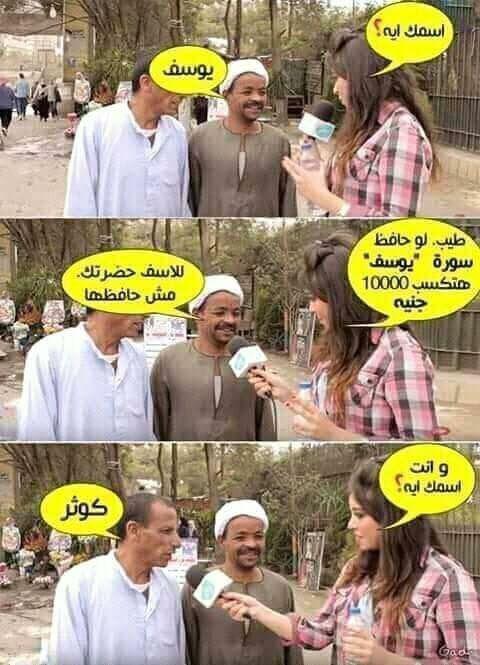 اسمك ايه؟
يوسف
طيب. لو حافظ
سورة "يوسف"
هتكسب 10000
جنيه
للاسف حضرتك.
مش حافظها
و انت
اسمك ايه؟
كوثر